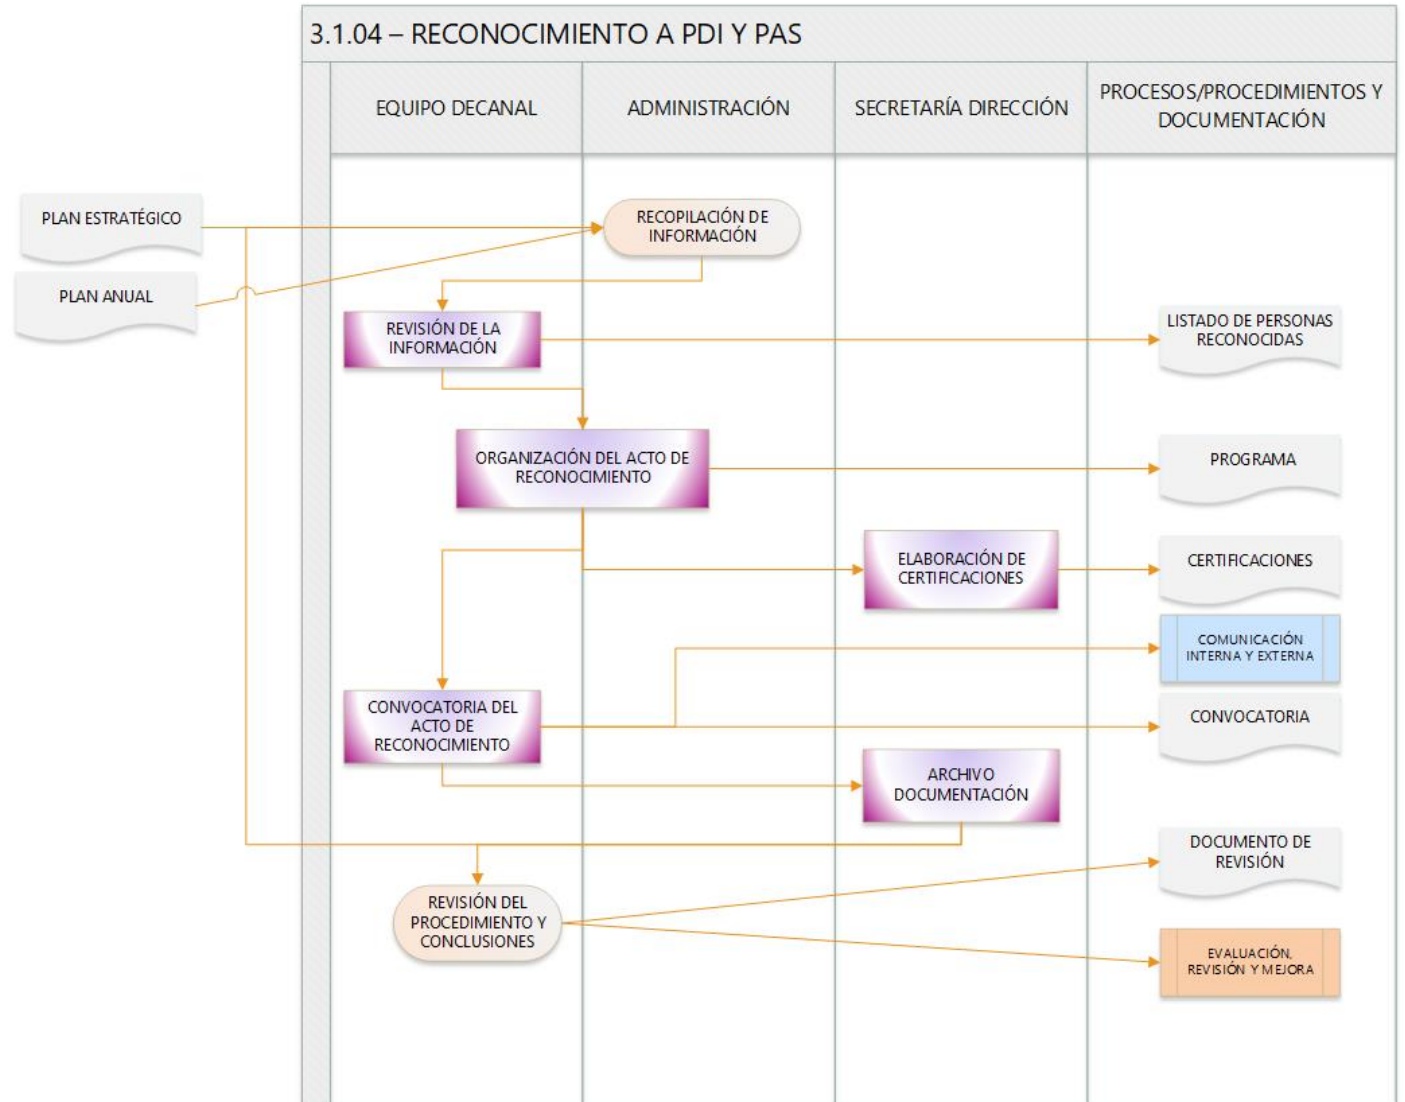 3.1.04 – RECONOCIMIENTO A PDI Y PAS
EQUIPO DECANAL
ADMINISTRACIÓN
SECRETARÍA DIRECCIÓN
PROCESOS/PROCEDIMIENTOS Y
DOCUMENTACIÓN
PLAN ESTRATÉGICO
RECOPILACIÓN DE
INFORMACIÓN
PLAN ANUAL
REVISIÓN DE LA
INFORMACIÓN
LISTADO DE PERSONAS
RECONOCIDAS
ORGANIZACIÓN DEL ACTO DE
RECONOCIMIENTO
PROGRAMA
ELABORACIÓN DE
CERTIFICACIONES
CERTIFICACIONES
COMUNICACIÓN
INTERNA Y EXTERNA
CONVOCATORIA DEL
ACTO DE
RECONOCIMIENTO
CONVOCATORIA
ARCHIVO
DOCUMENTACIÓN
DOCUMENTO DE
REVISIÓN
REVISIÓN DEL
PROCEDIMIENTO Y
CONCLUSIONES
EVALUACIÓN,
REVISIÓN Y MEJORA